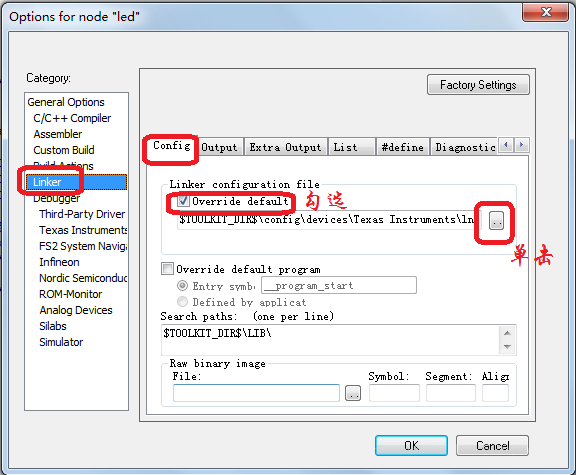 Options for node "led"
Category:
Factory Settings
General Options
C/C++ Compiler
Assembler
Custom Build
Build Actions
Linker
Debugger
Third-Party Driver
Texas Instruments
FS2 System Navig
Infineon
Nordic Semiconduc
ROM-Monitor
Analog Devices
Silabs
Simulator
Config Output Extra Output List #define Diagnostic
Linker configuration file
Override default 勾选
$TOOLKIT_DIR$\config\devices\Texas Instruments\ln ..
单击
Override default program
Entry symb: __program_start
Defined by applicat
Search paths: (one per line)
$TOOLKIT_DIR$\LIB\
Raw binary image
File: Symbol: Segment: Align
..
OK Cancel